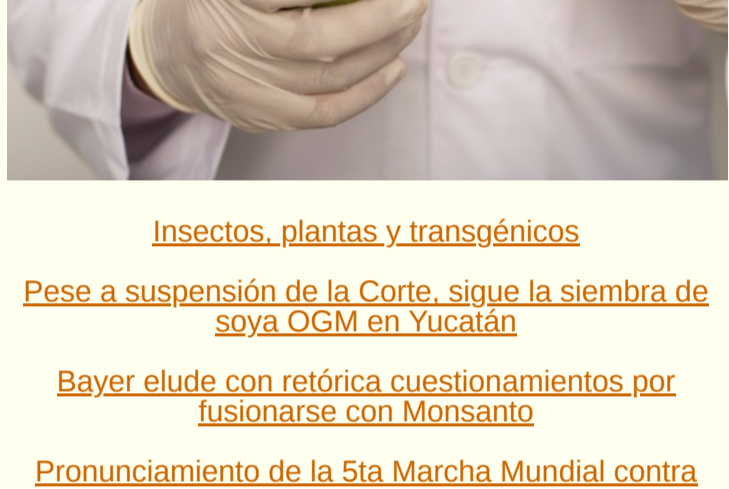 Insectos, plantas y transgénicos
Pese a suspensión de la Corte, sigue la siembra de
soya OGM en Yucatán
Bayer elude con retórica cuestionamientos por
fusionarse con Monsanto
Pronunciamiento de la 5ta Marcha Mundial contra